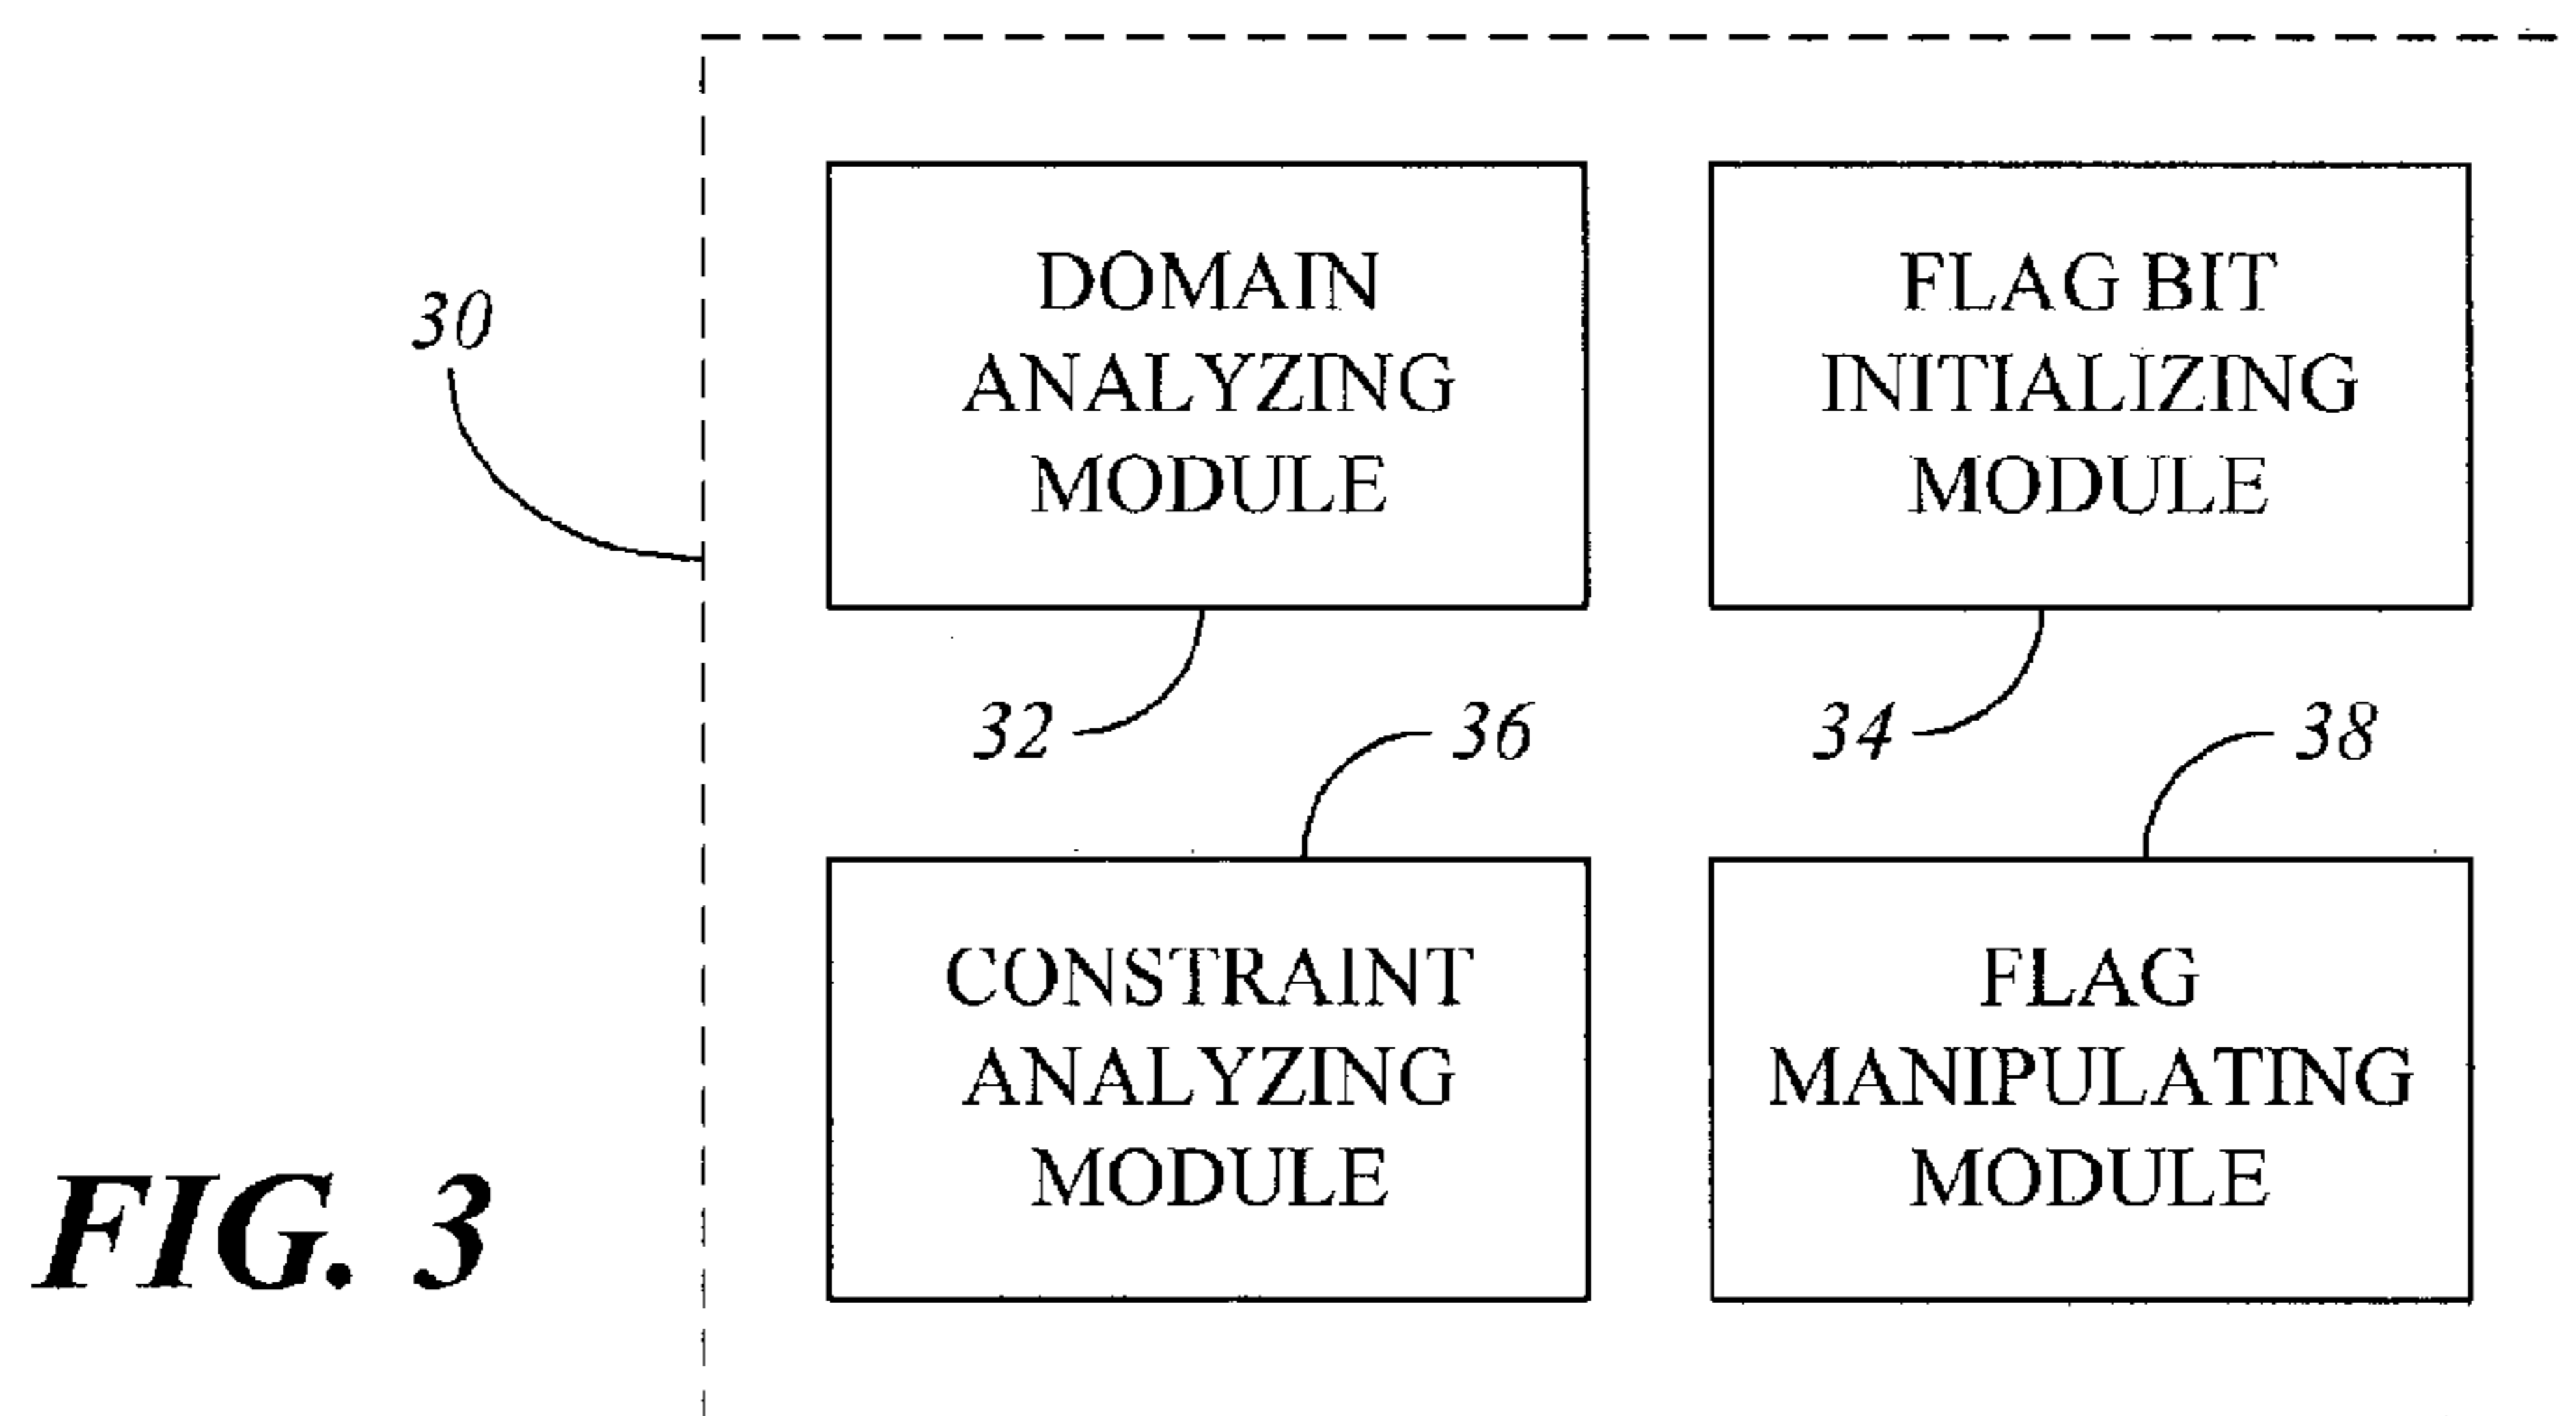 30
DOMAIN
ANALYZING
MODULE
FLAG BIT
INITIALIZING
MODULE
32
36
34
38
CONSTRAINT
ANALYZING
MODULE
FLAG
MANIPULATING
MODULE
FIG. 3